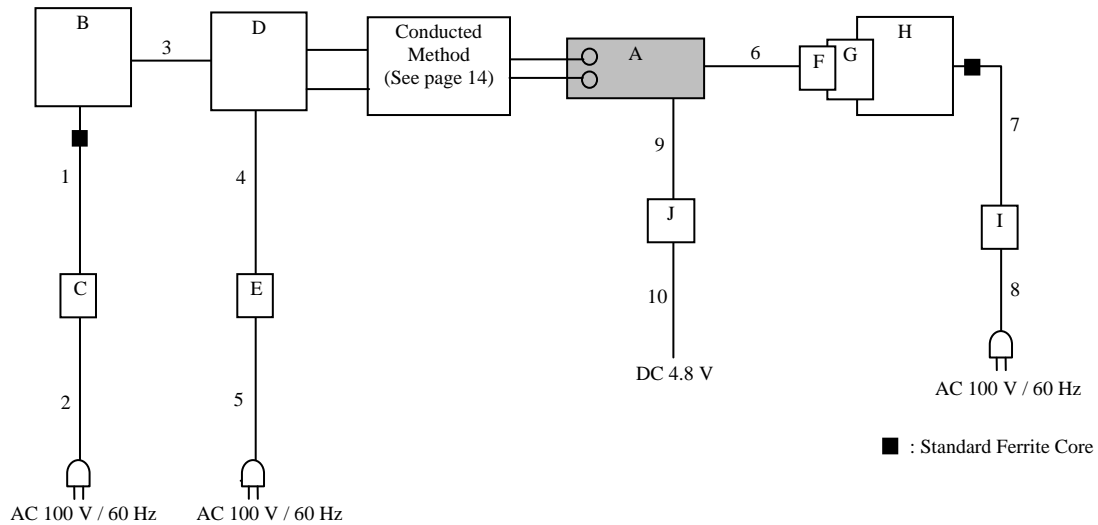 B
D
Conducted
Method
(See page 14)
A
F
G
H
3
6
1
4
9
7
J
I
C
E
10
8
2
5
DC 4.8 V
AC 100 V / 60 Hz
: Standard Ferrite Core
AC 100 V / 60 Hz
AC 100 V / 60 Hz